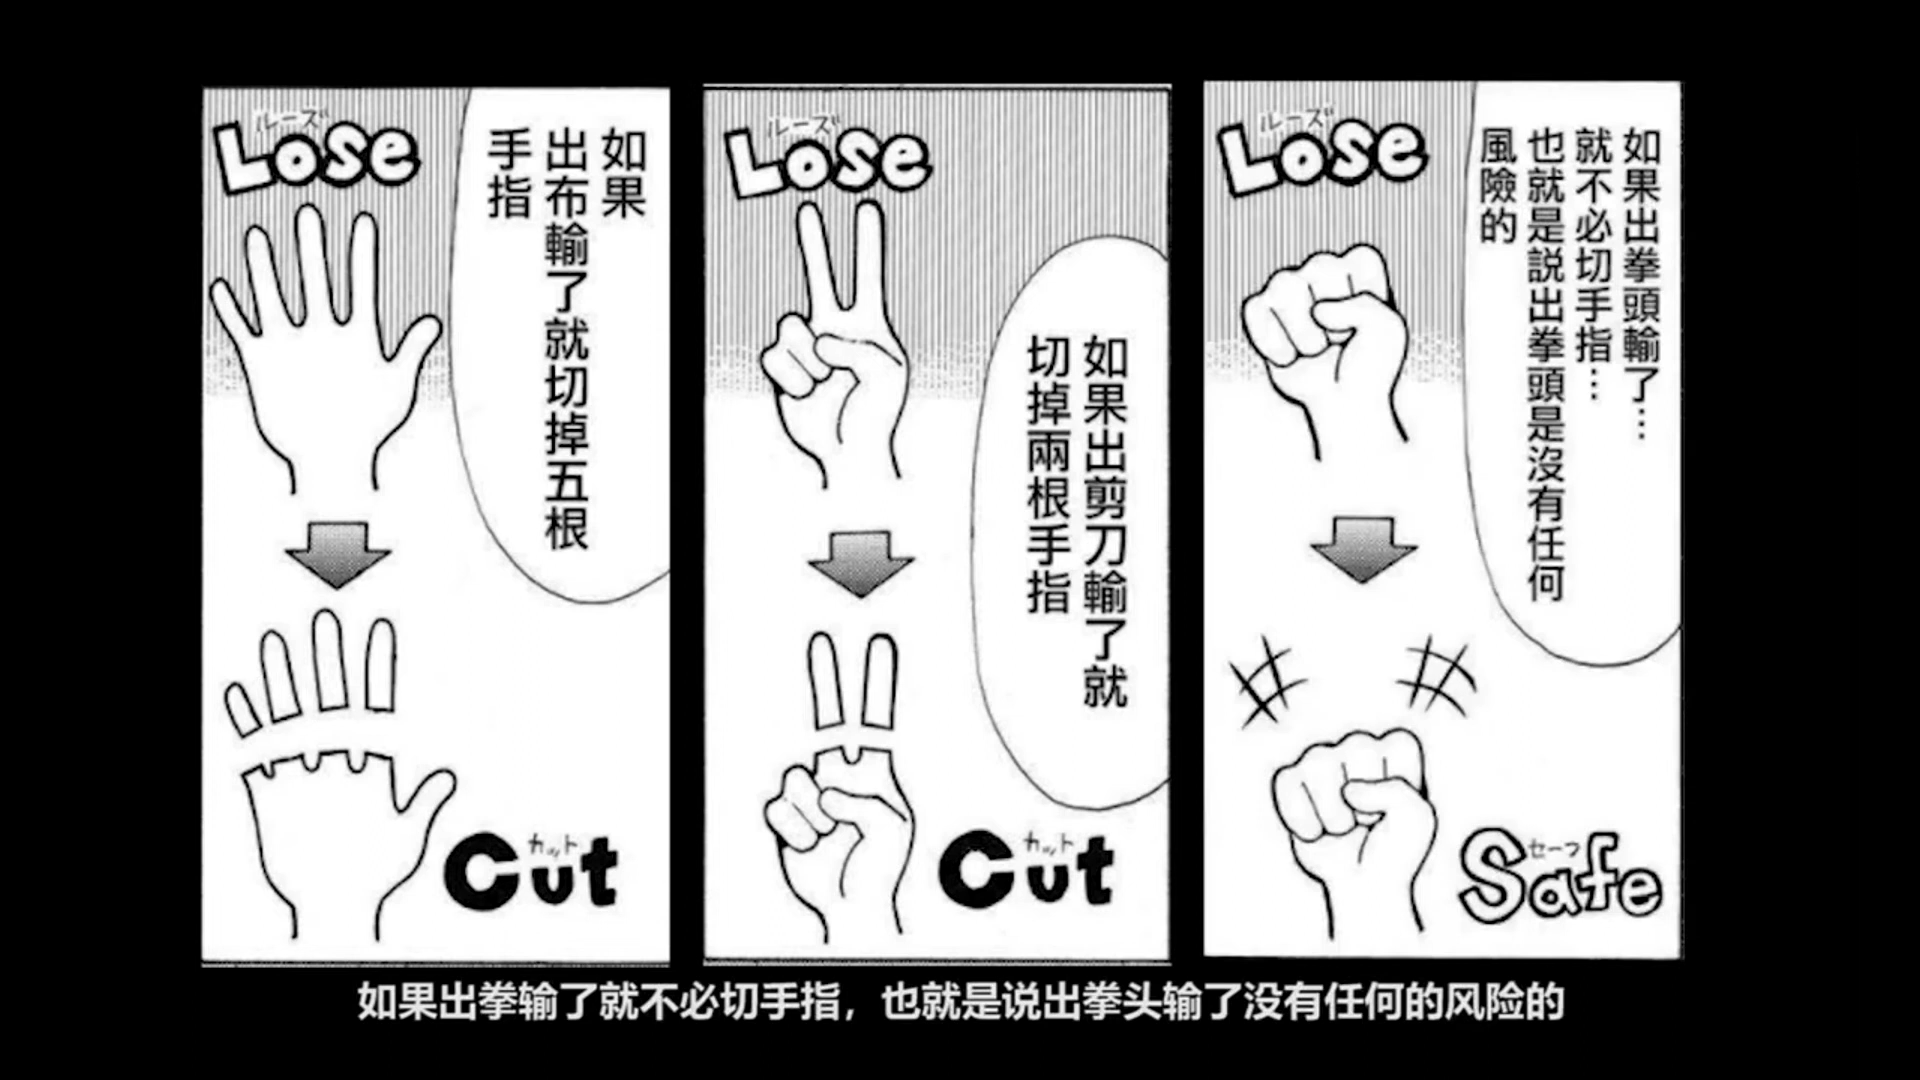 ルーズ
Lose
如果
出布輸了就切掉五根
手指
カット
Cut
ルーズ
Lose
如果出剪刀輸了就
切掉兩根手指
カット
Cut
ルーズ
Lose
如果出拳頭輸了…
就不必切手指…
也就是説出拳頭是沒有任何
風險的
セーフ
Safe
如果出拳输了就不必切手指，也就是说出拳头输了没有任何的风险的